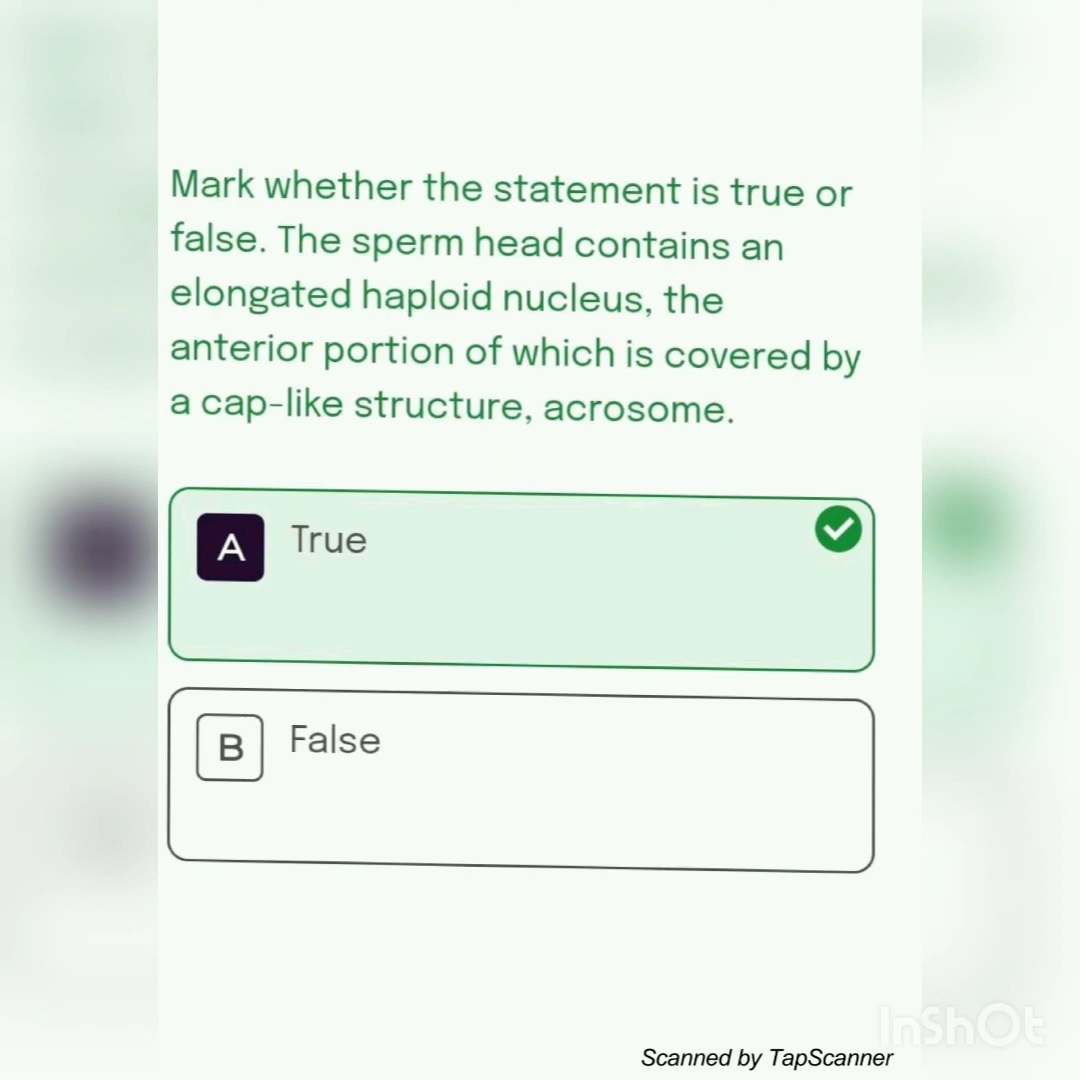 Mark whether the statement is true or
false. The sperm head contains an
elongated haploid nucleus, the
anterior portion of which is covered by
a cap-like structure, acrosome.
A True
B False
InShOt
Scanned by TapScanner